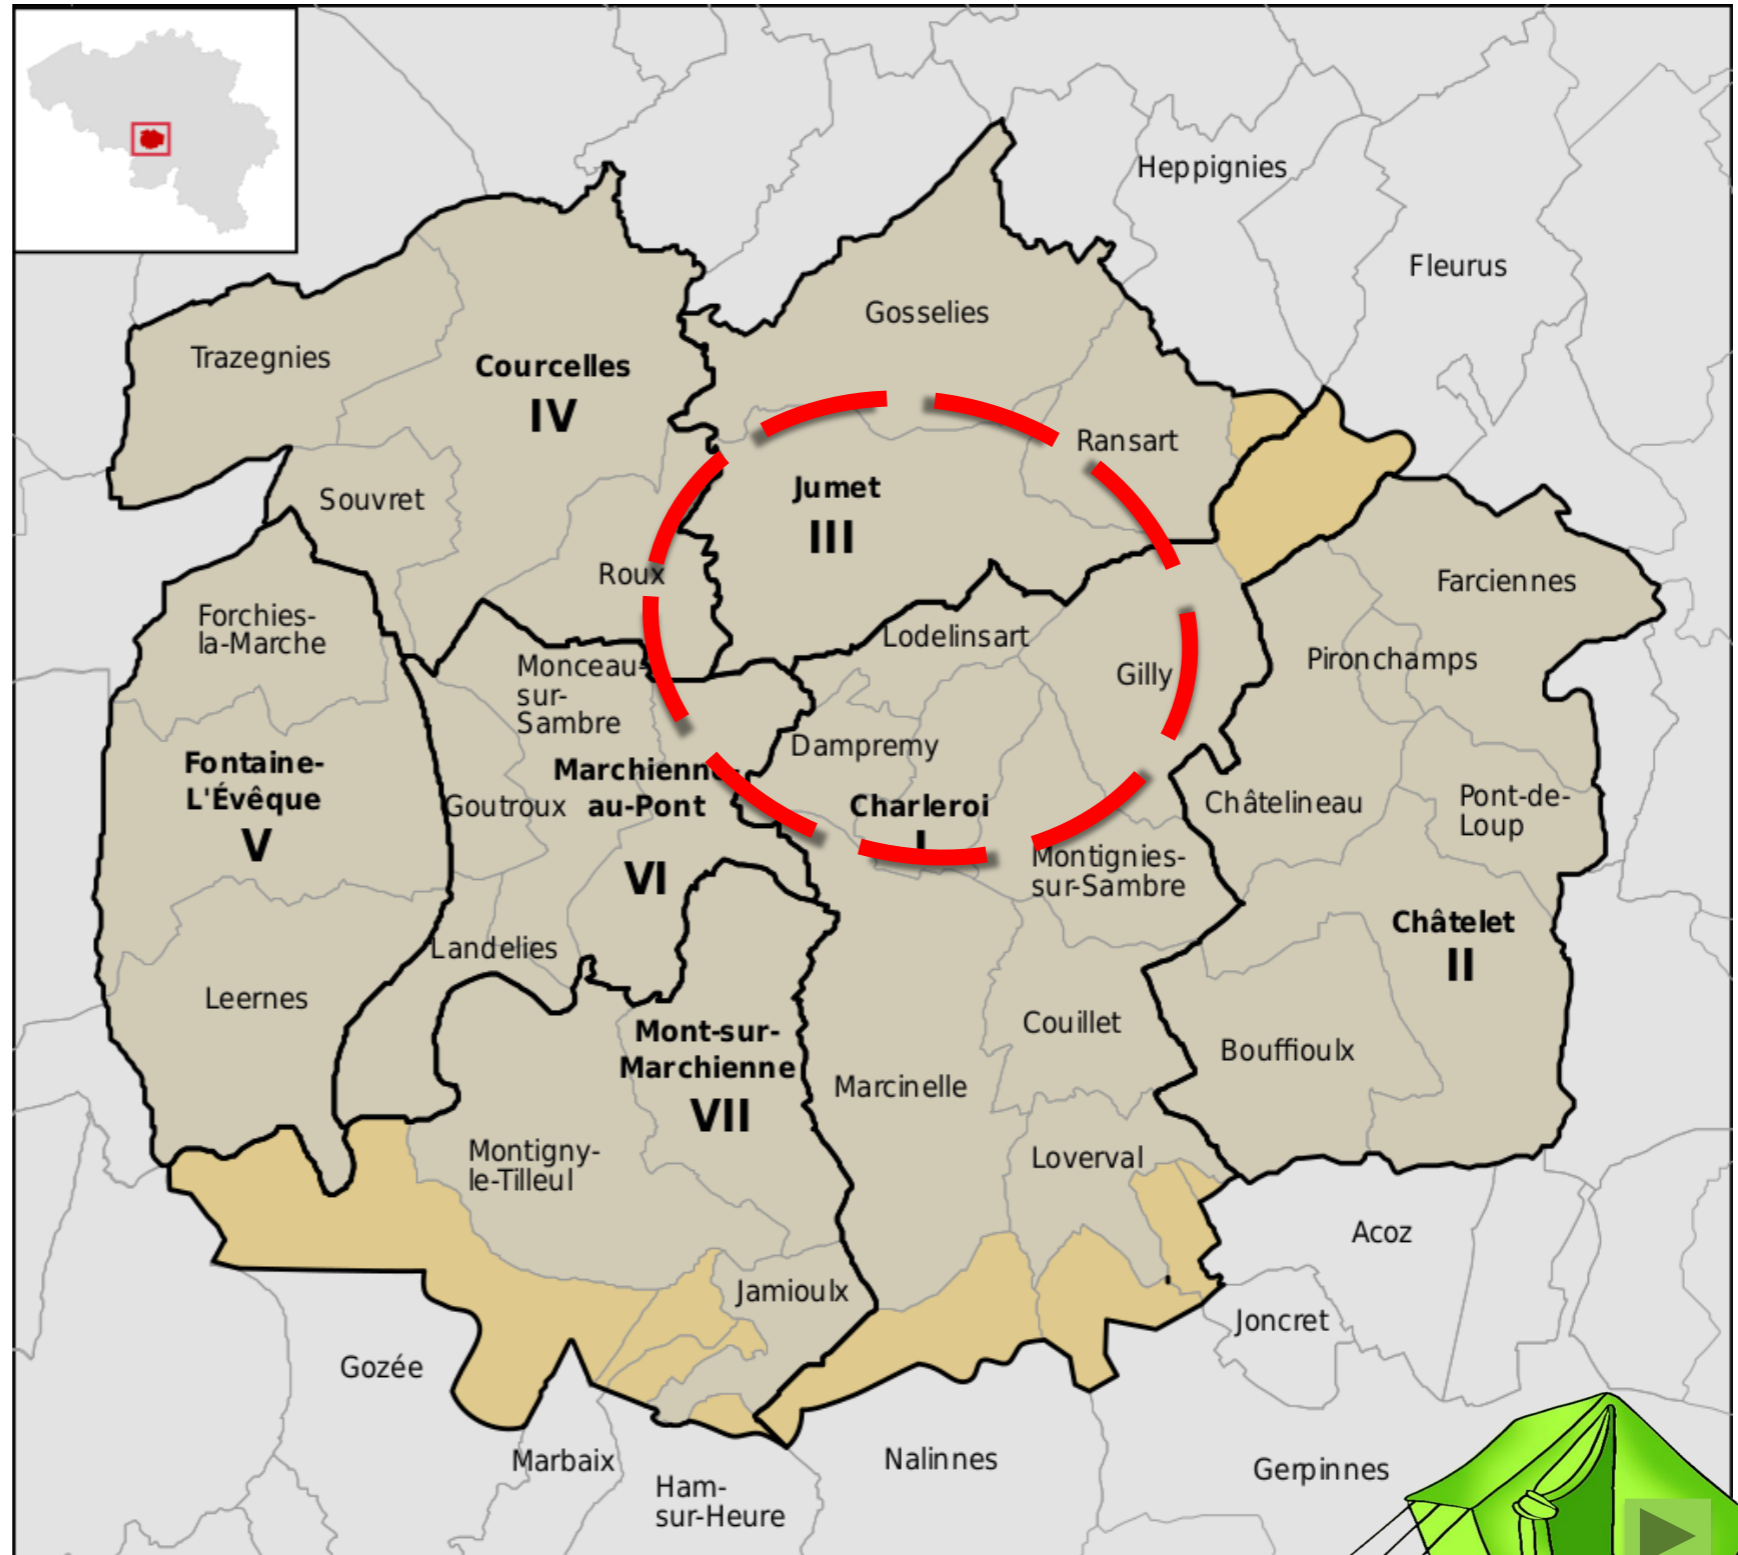 Heppignies
Fleurus
Gosselies
Trazegnies
Courcelles
IV
Ransart
Souvret
Jumet
III
Roux
Farciennes
Forchies-
la-Marche
Lodelinsart
Pironchamps
Monceau-
sur-
Sambre
Gilly
Dampremy
Fontaine-
L'Évêque
V
Marchienne-
au-Pont
VI
Goutroux
Charleroi
I
Châtelineau
Pont-de-
Loup
Montignies-
sur-Sambre
Châtelet
II
Landelies
Leernes
Mont-sur-
Marchienne
VII
Couillet
Bouffioulx
Marcinelle
Montigny-
le-Tilleul
Loverval
Acoz
Jamioulx
Joncret
Gozée
Marbaix
Ham-
sur-Heure
Nalinnes
Gerpinnes